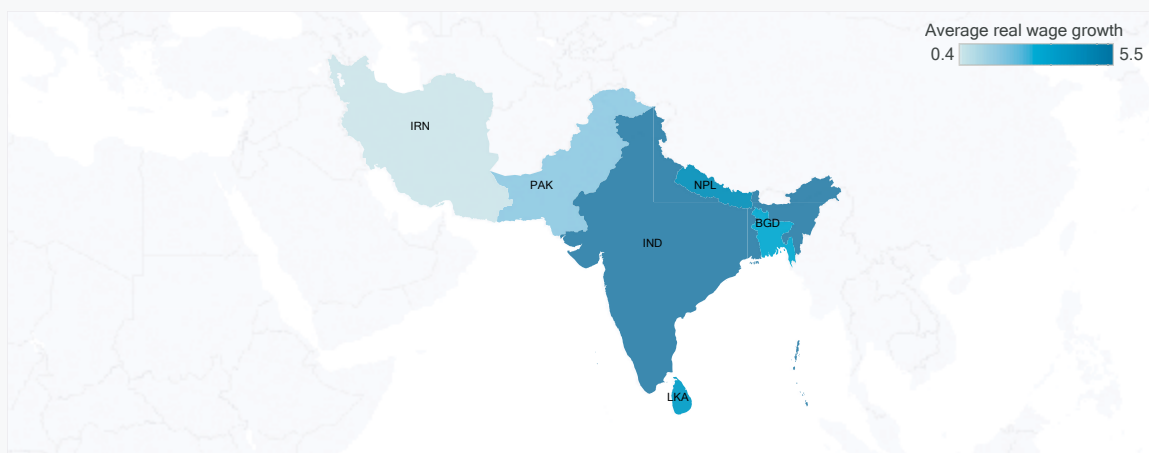 Average real wage growth
0.4 5.5
IRN
PAK
NPL
BGD
IND
LKA